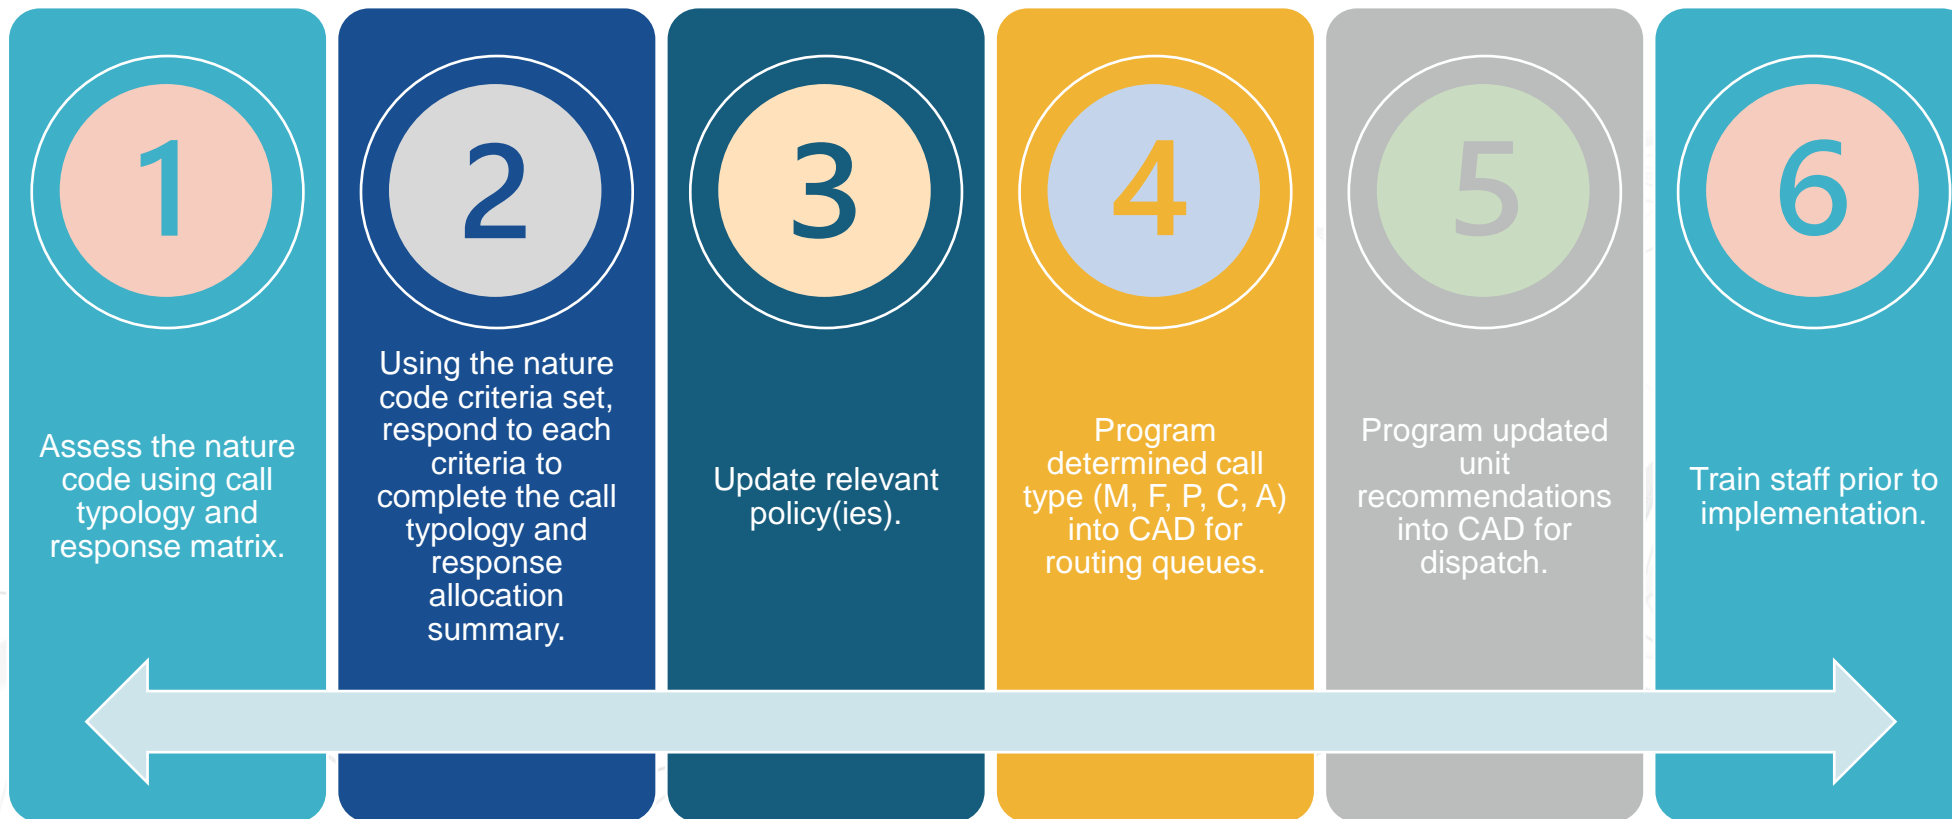 1
Assess the nature
code using call
typology and
response matrix.
2
Using the nature
code criteria set,
respond to each
criteria to
complete the call
typology and
response
allocation
summary.
3
Update relevant
policy(ies).
4
Program
determined call
type (M, F, P, C, A)
into CAD for
routing queues.
5
Program updated
unit
recommendations
into CAD for
dispatch.
6
Train staff prior to
implementation.